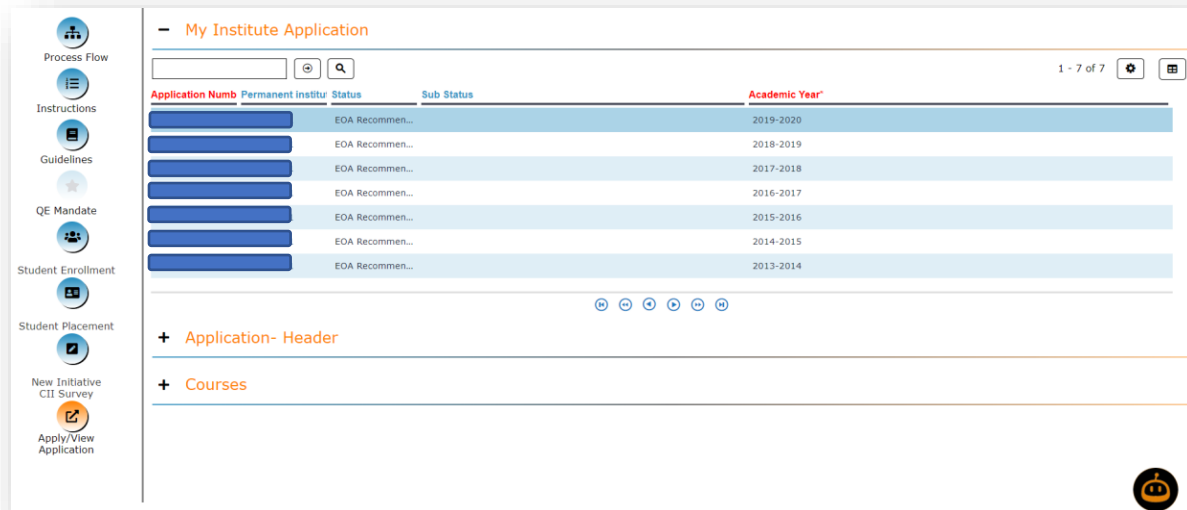 Process Flow
Instructions
Guidelines
QE Mandate
Student Enrollment
Student Placement
New Initiative
CII Survey
Apply/View
Application
My Institute Application
1 - 7 of 7
Application Numb Permanent institu Status Sub Status Academic Year*
EOA Recommen... 2019-2020
EOA Recommen... 2018-2019
EOA Recommen... 2017-2018
EOA Recommen... 2016-2017
EOA Recommen... 2015-2016
EOA Recommen... 2014-2015
EOA Recommen... 2013-2014
Application- Header
Courses